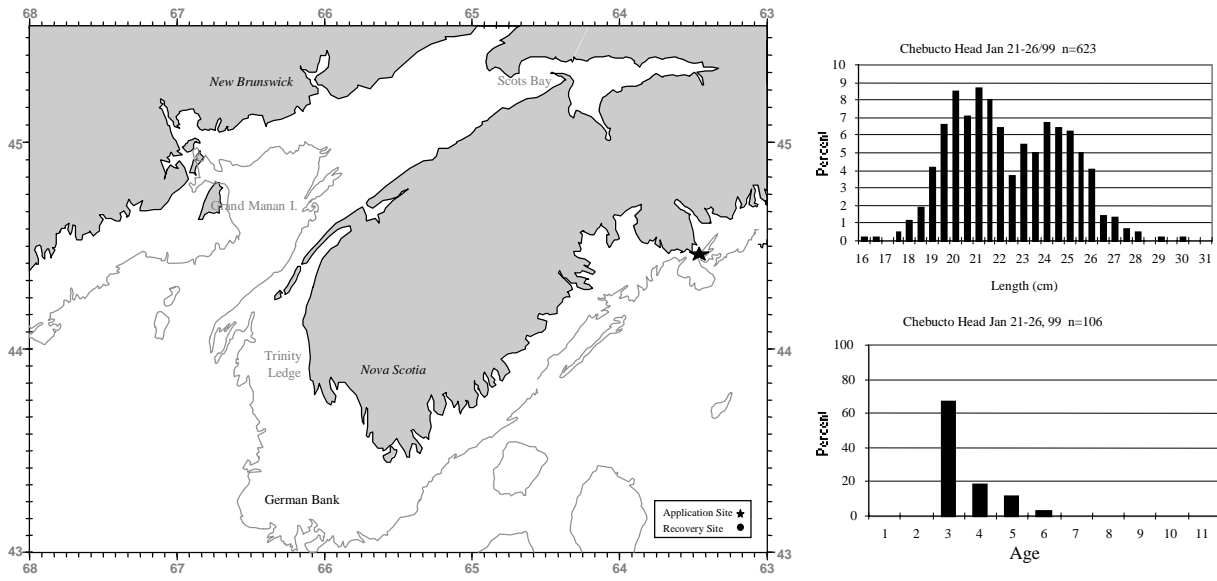 68 67 66 65 64 63
New Brunswick
Scots Bay
45 45
Grand Manan I.
44 44
Trinity
Ledge
Nova Scotia
German Bank
Application Site
Recovery Site
43 43
68 67 66 65 64 63
Chebucto Head Jan 21-26/99 n=623
10
9
8
7
6
5
4
3
2
1
0
Percent
16 17 18 19 20 21 22 23 24 25 26 27 28 29 30 31
Length (cm)
Chebucto Head Jan 21-26, 99 n=106
100
80
60
40
20
0
Percent
1 2 3 4 5 6 7 8 9 10 11
Age